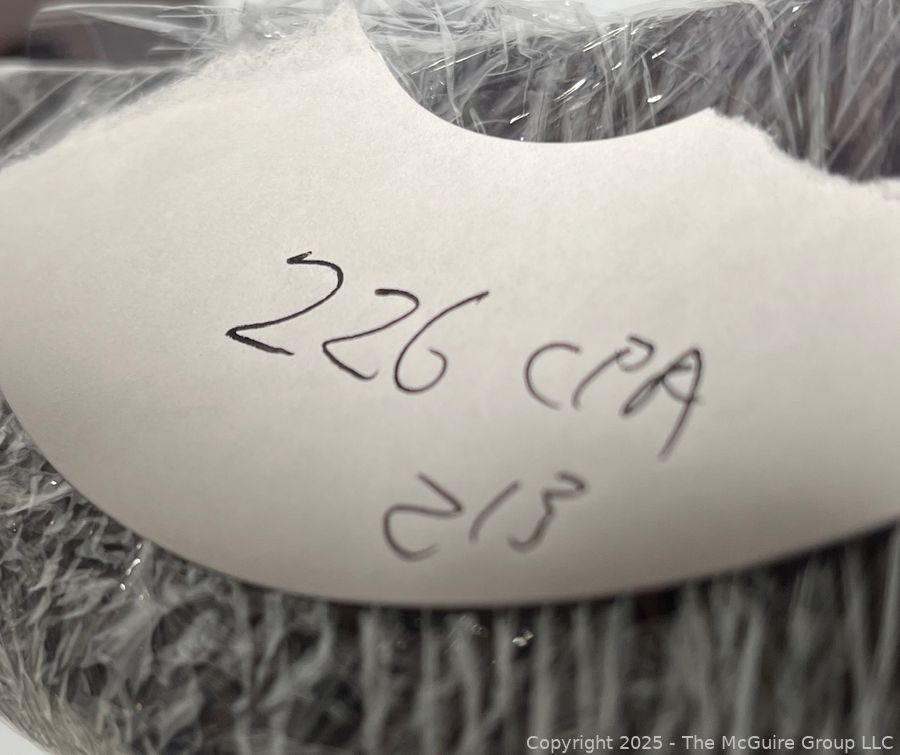 226 CPA
213
Copyright 2025 - The McGuire Group LLC